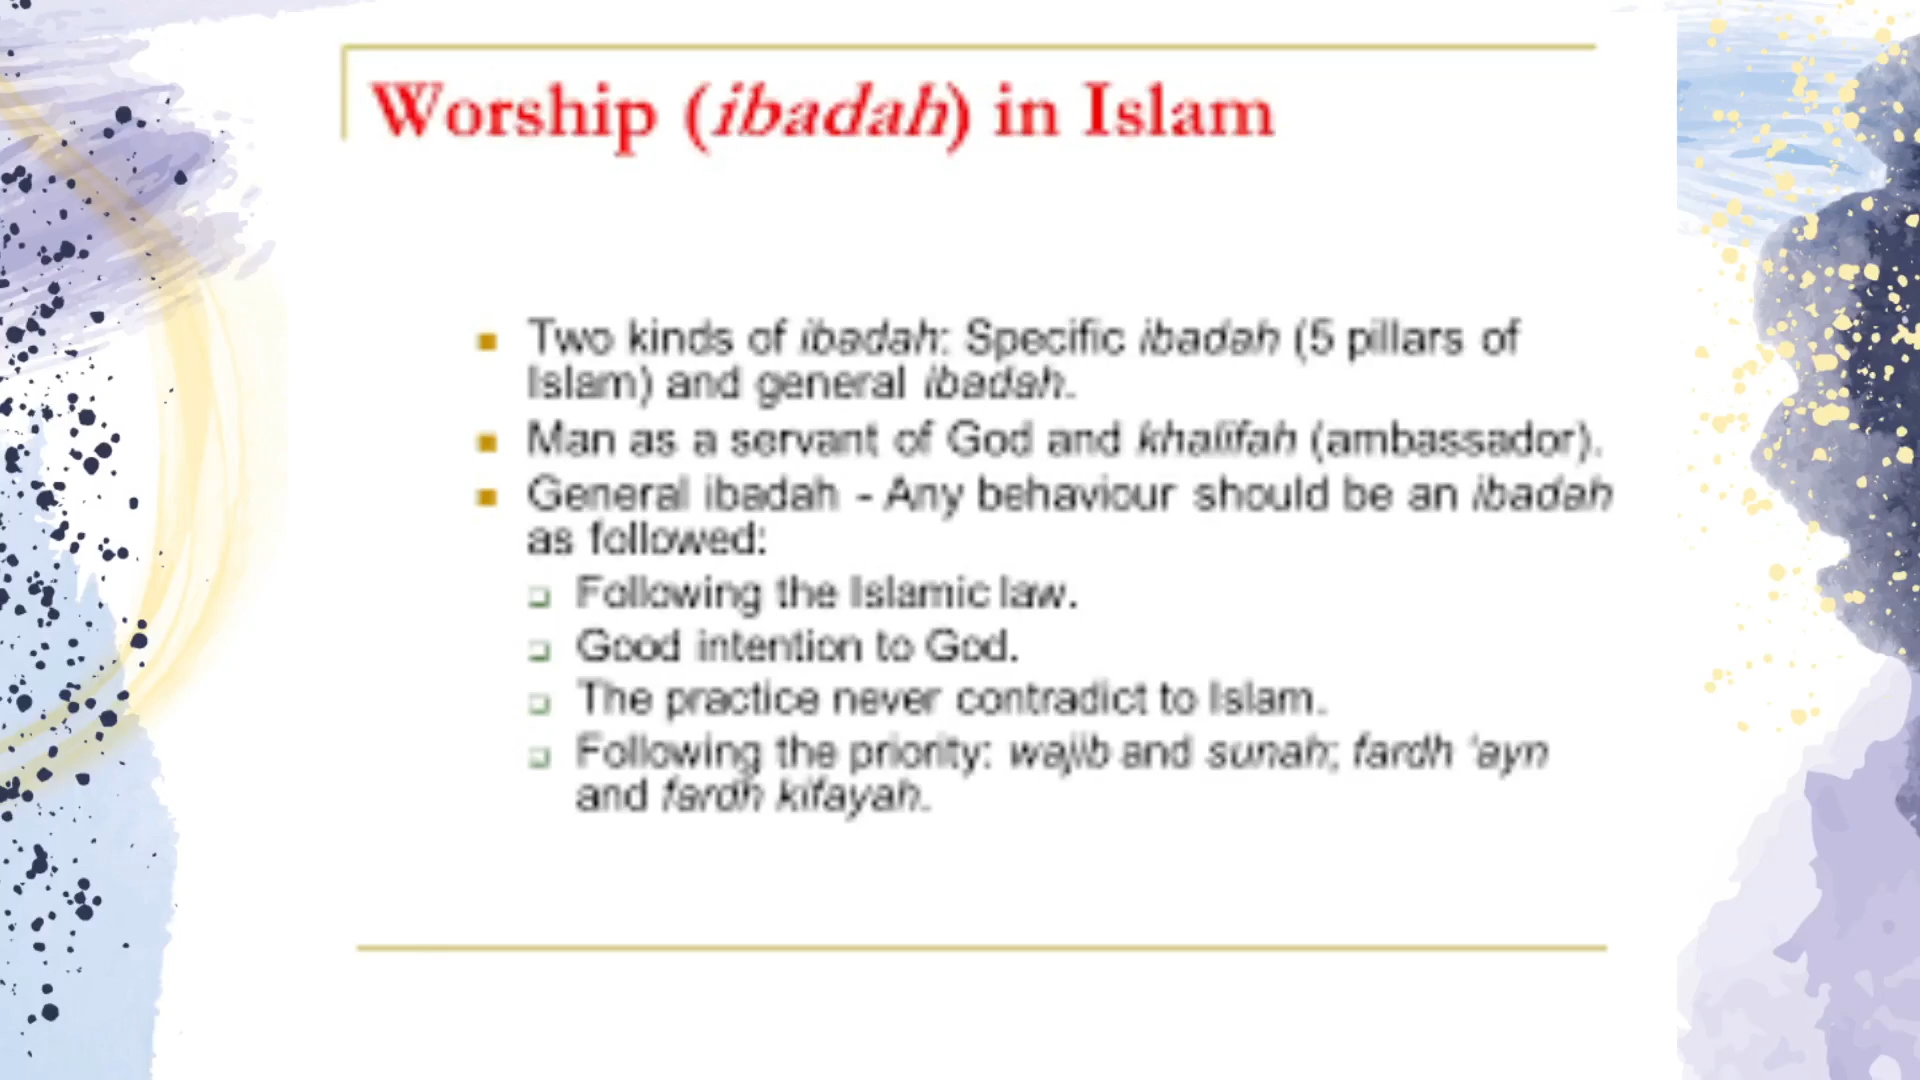 Worship (ibadah) in Islam
Two kinds of ibadah: Specific ibadah (5 pillars of
Islam) and general ibadah.
Man as a servant of God and khalifah (ambassador).
General ibadah - Any behaviour should be an ibadah
as followed:
Following the Islamic law.
Good intention to God.
The practice never contradict to Islam.
Following the priority: wajib and sunah; fardh 'ayn
and fardh kifayah.